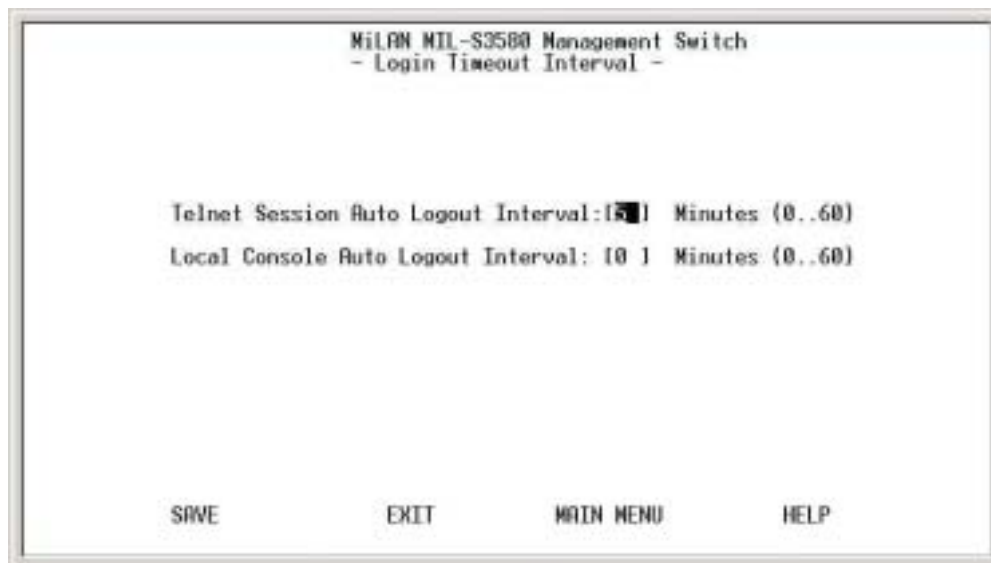 MiLAN MIL-S3580 Management Switch
- Login Timeout Interval -
Telnet Session Auto Logout Interval:[5 ] Minutes (0..60)
Local Console Auto Logout Interval: [0 ] Minutes (0..60)
SAVE EXIT MAIN MENU HELP